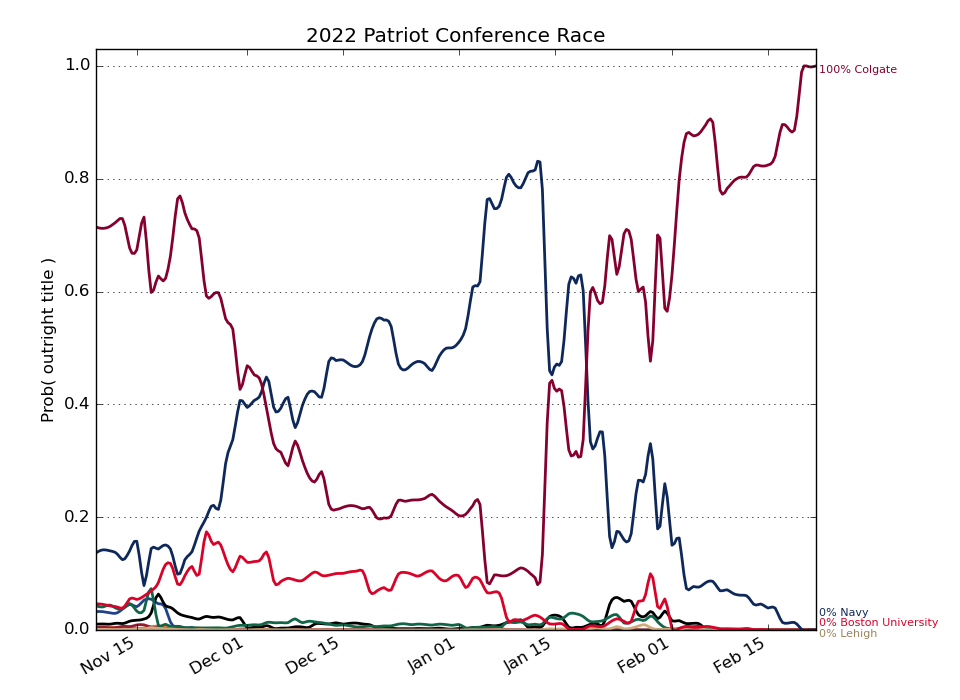 2022 Patriot Conference Race
Prob( outright title )
1.0
0.8
0.6
0.4
0.2
0.0
100% Colgate
0% Navy
0% Boston University
0% Lehigh
Nov 15
Dec 01
Dec 15
Jan 01
Jan 15
Feb 01
Feb 15